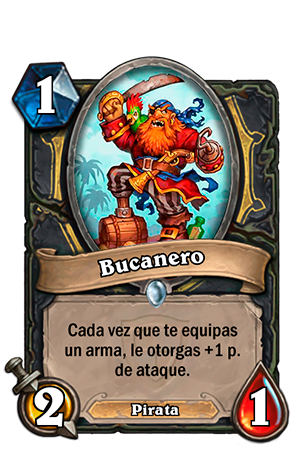 1
Bucanero
Cada vez que te equipas
un arma, le otorgas +1 p.
de ataque.
2
Pirata
1